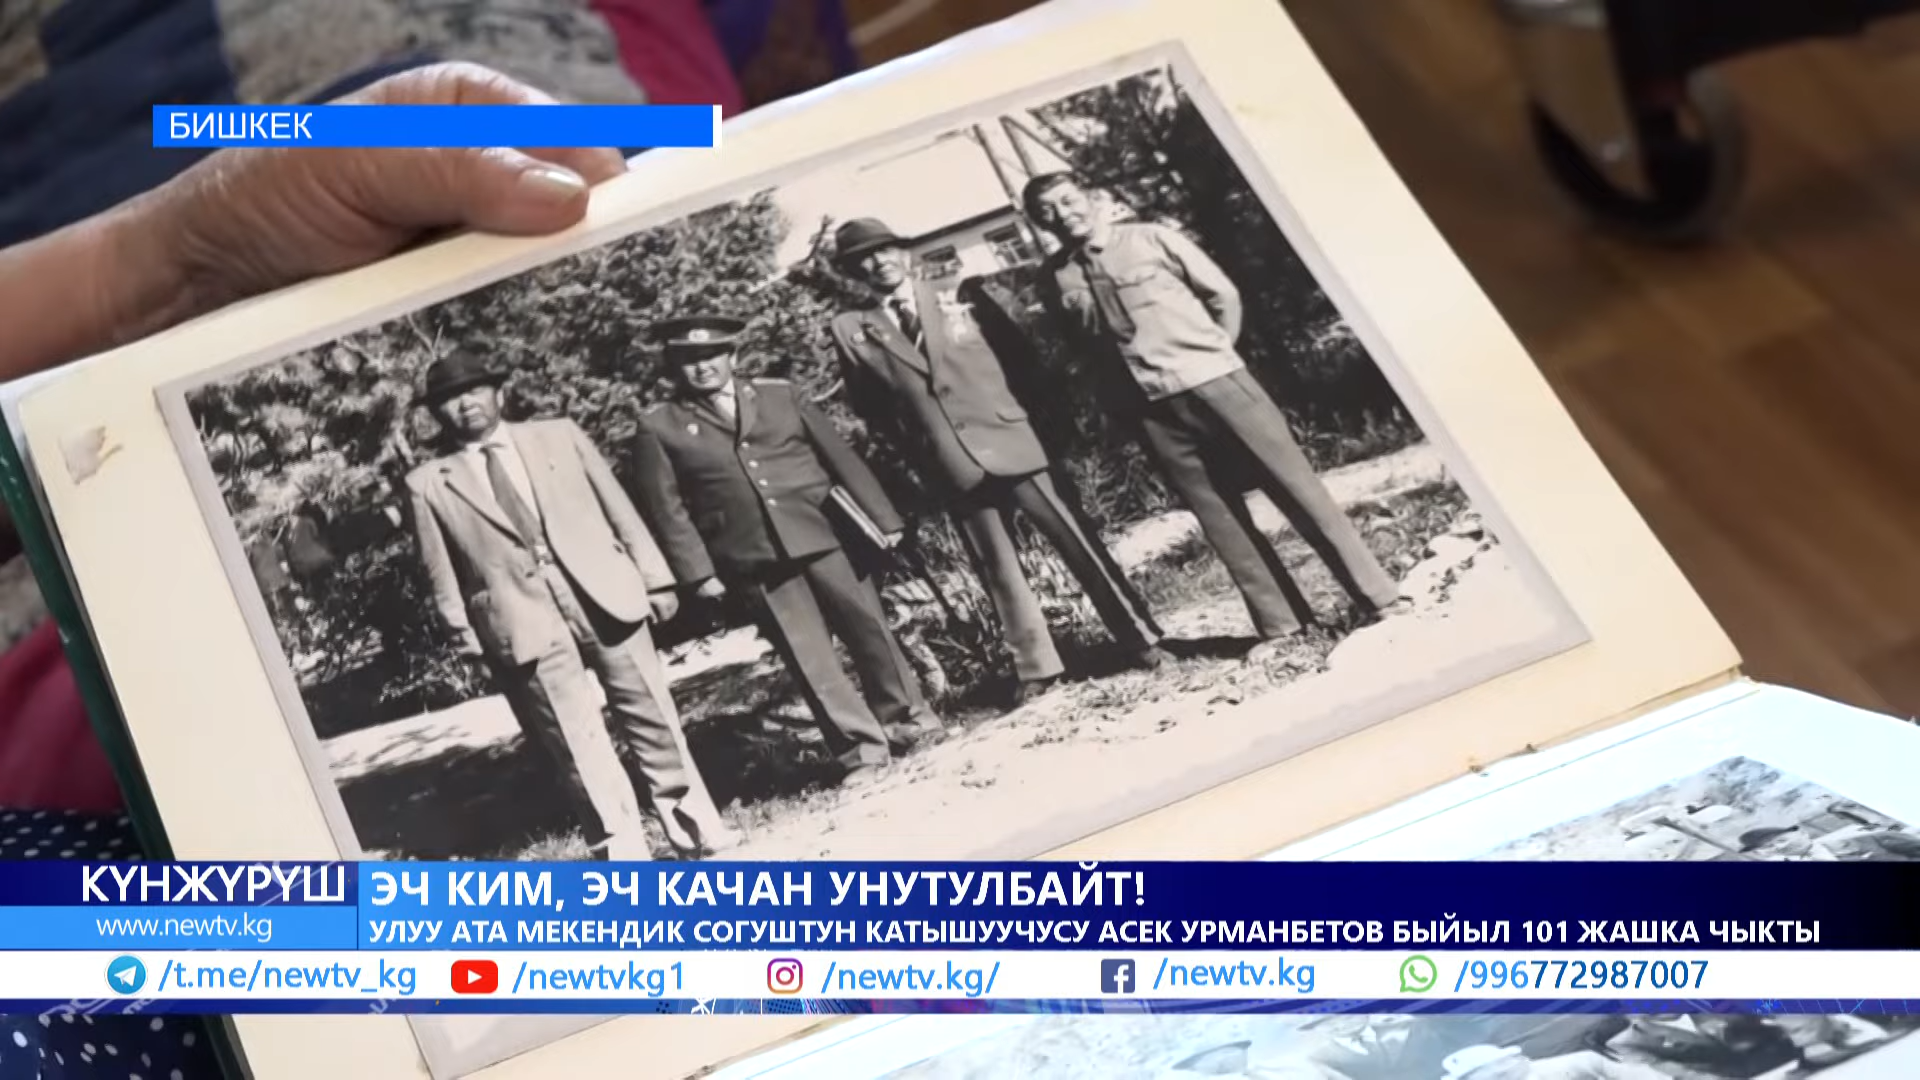 БИШКЕК
КҮНЖҮРҮШ
www.newtv.kg
ЭЧ КИМ, ЭЧ КАЧАН УНУТУЛБАЙТ!
УЛУУ АТА МЕКЕНДИК СОГУШТУН КАТЫШУУЧУСУ АСЕК УРМАНБЕТОВ БЫЙЫЛ 101 ЖАШКА ЧЫКТЫ
/t.me/newtv_kg /newtvkg1 /newtv.kg/ /newtv.kg /996772987007